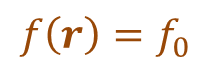 f(r) = f₀